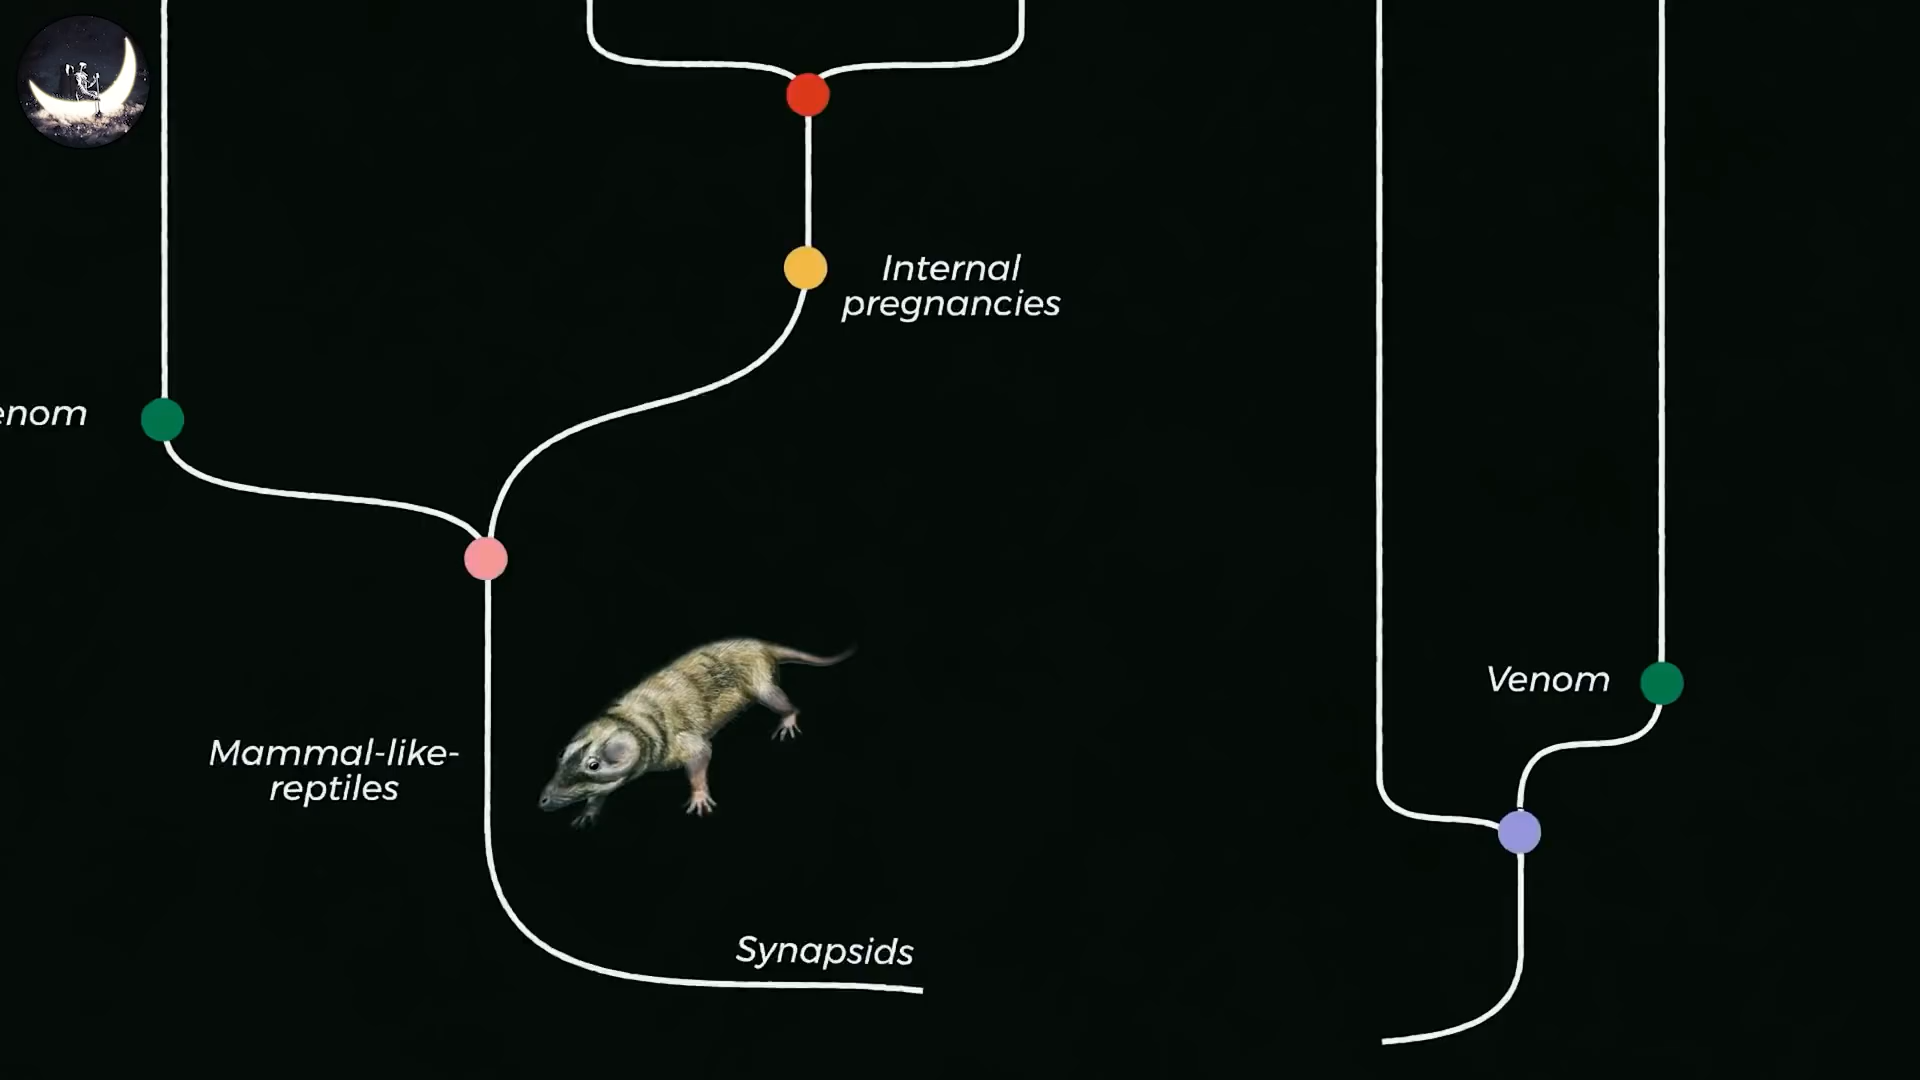 Internal
pregnancies
enom
Venom
Mammal-like-
reptiles
Synapsids